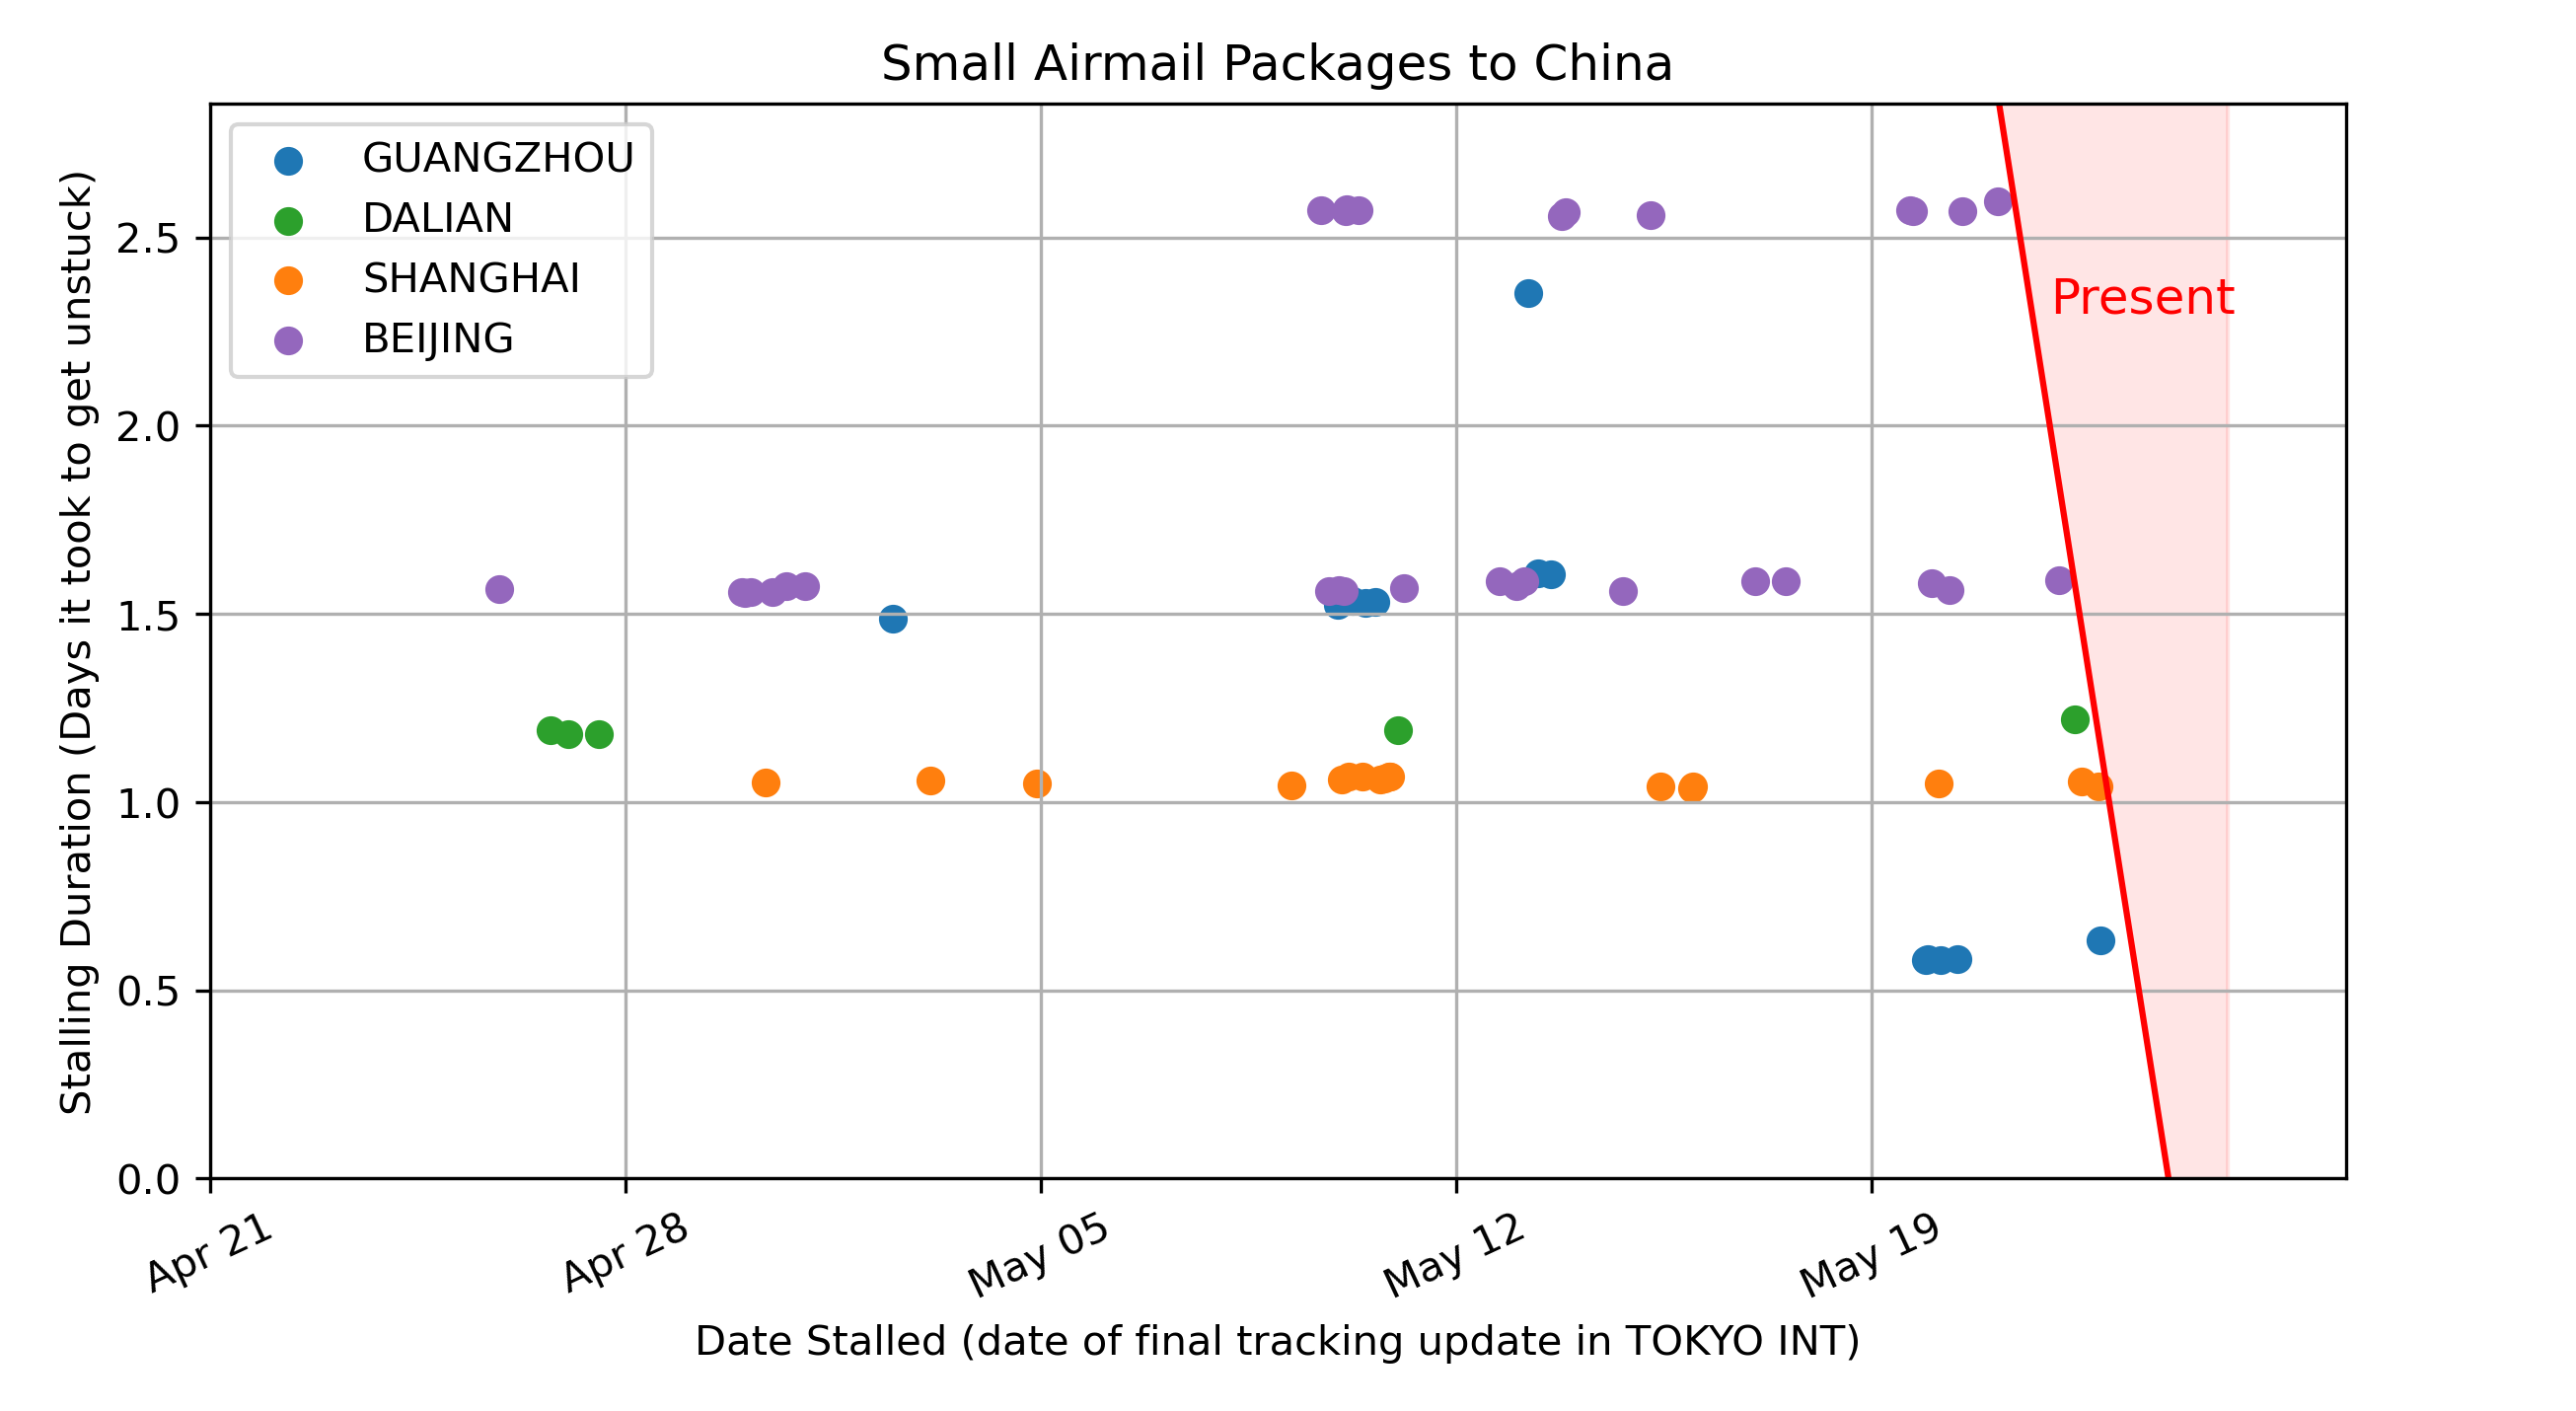 Small Airmail Packages to China
GUANGZHOU
DALIAN
SHANGHAI
BEIJING
Present
Stalling Duration (Days it took to get unstuck)
2.5
2.0
1.5
1.0
0.5
0.0
Apr 21
Apr 28
May 05
May 12
May 19
Date Stalled (date of final tracking update in TOKYO INT)